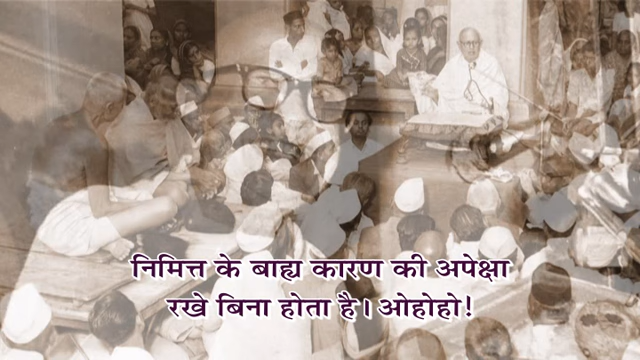 निमित्त के बाह्य कारण की अपेक्षा
रखे बिना होता है। ओहोहो!